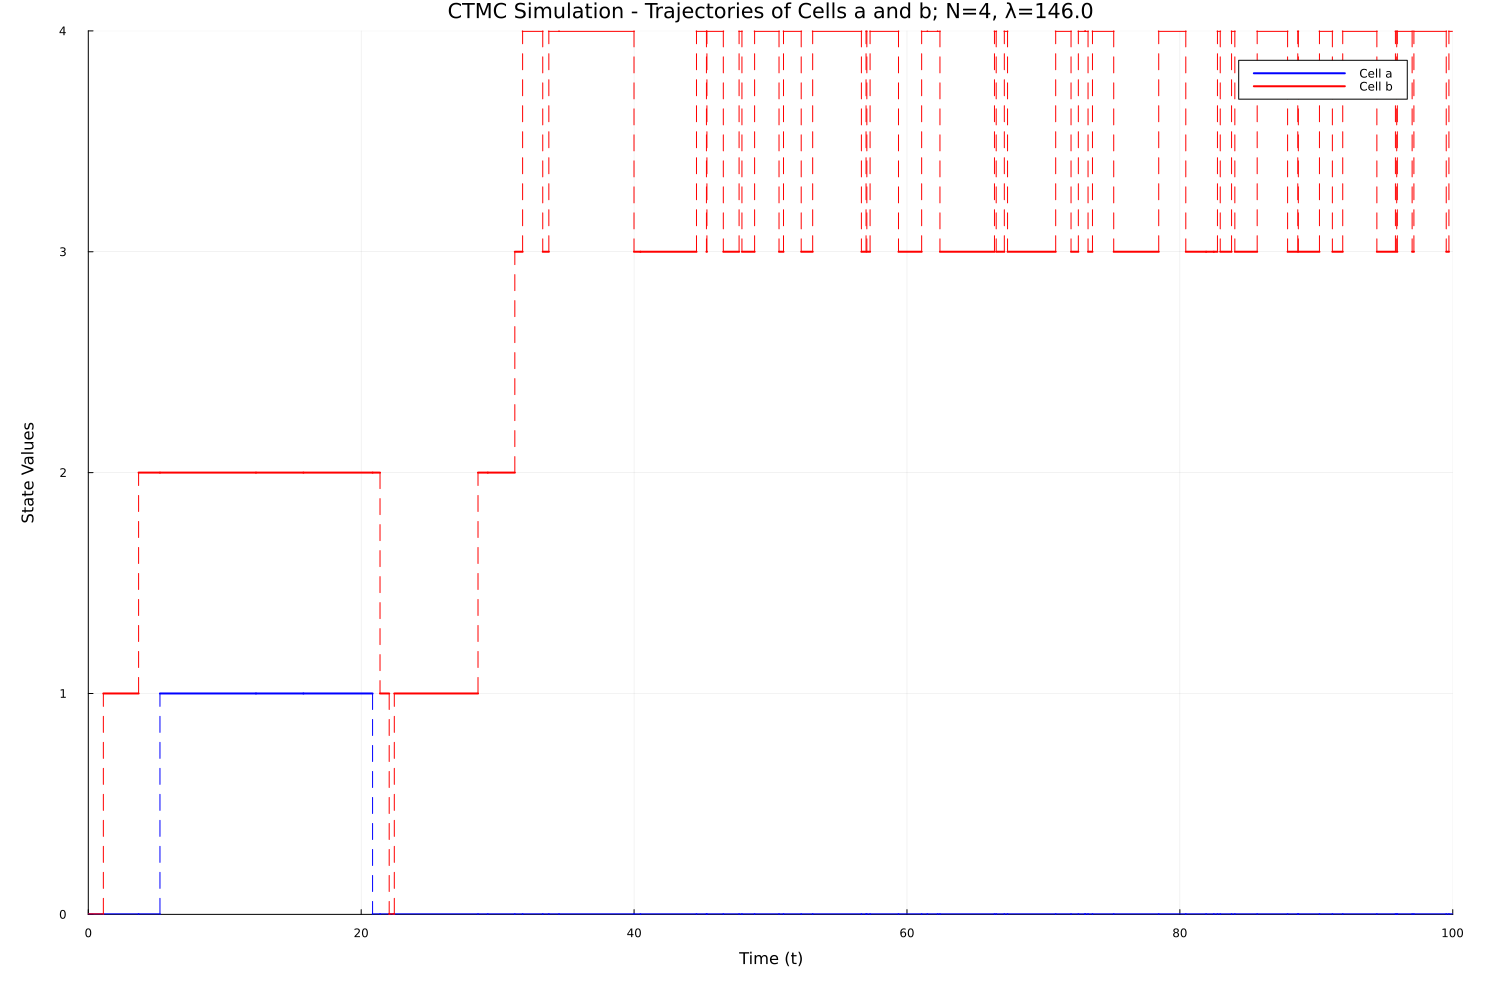 CTMC Simulation - Trajectories of Cells a and b; N=4, λ=146.0
4
Cell a
Cell b
3
State Values
2
1
0
0 20 40 60 80 100
Time (t)